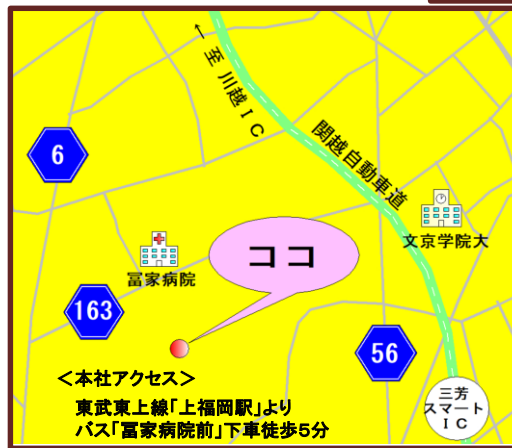 ← 至 川越IC
関越自動車道
6
文京学院大
ココ
冨家病院
163
56
＜本社アクセス＞
東武東上線「上福岡駅」より
バス「冨家病院前」下車徒歩5分
三芳
スマート
IC